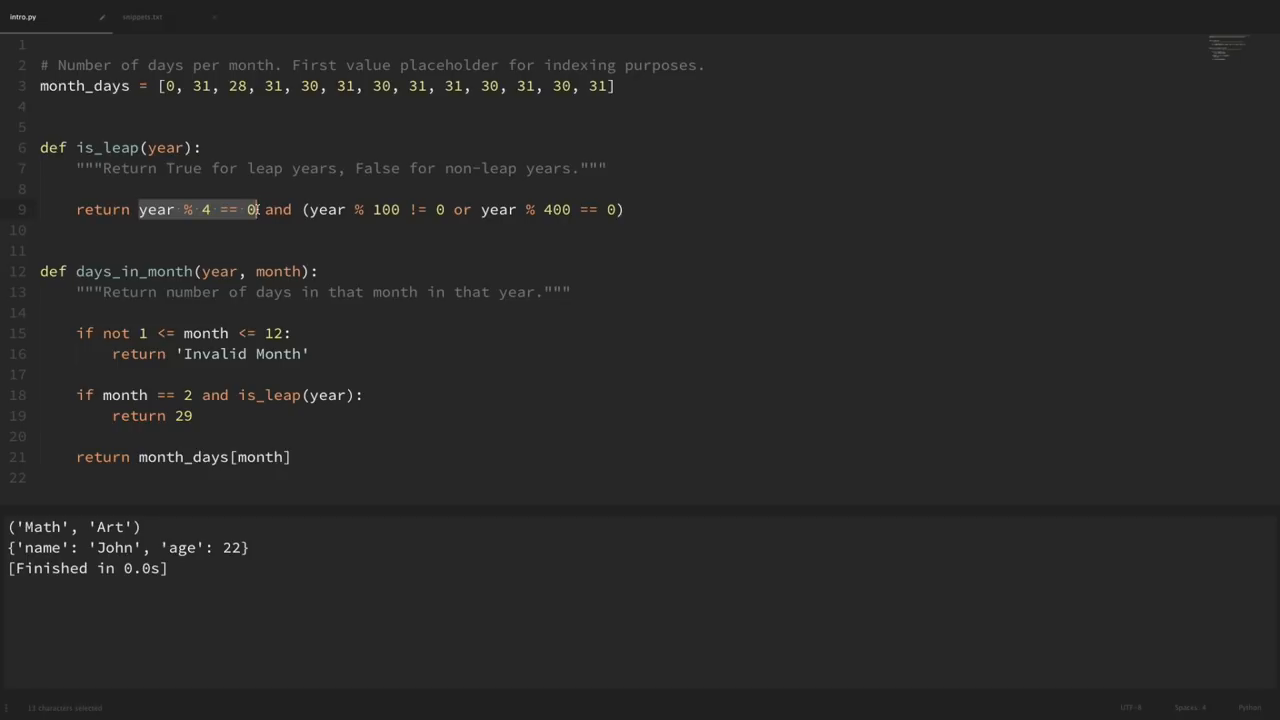 intro.py
snippets.txt
1
2 # Number of days per month. First value placeholder for indexing purposes.
3 month_days = [0, 31, 28, 31, 30, 31, 30, 31, 31, 30, 31, 30, 31]
4
5
6 def is_leap(year):
7     """Return True for leap years, False for non-leap years."""
8
9     return year % 4 == 0 and (year % 100 != 0 or year % 400 == 0)
10
11
12 def days_in_month(year, month):
13     """Return number of days in that month in that year."""
14
15     if not 1 <= month <= 12:
16         return 'Invalid Month'
17
18     if month == 2 and is_leap(year):
19         return 29
20
21     return month_days[month]
22
('Math', 'Art')
{'name': 'John', 'age': 22}
[Finished in 0.0s]
13 characters selected
UTF-8
Spaces: 4
Python